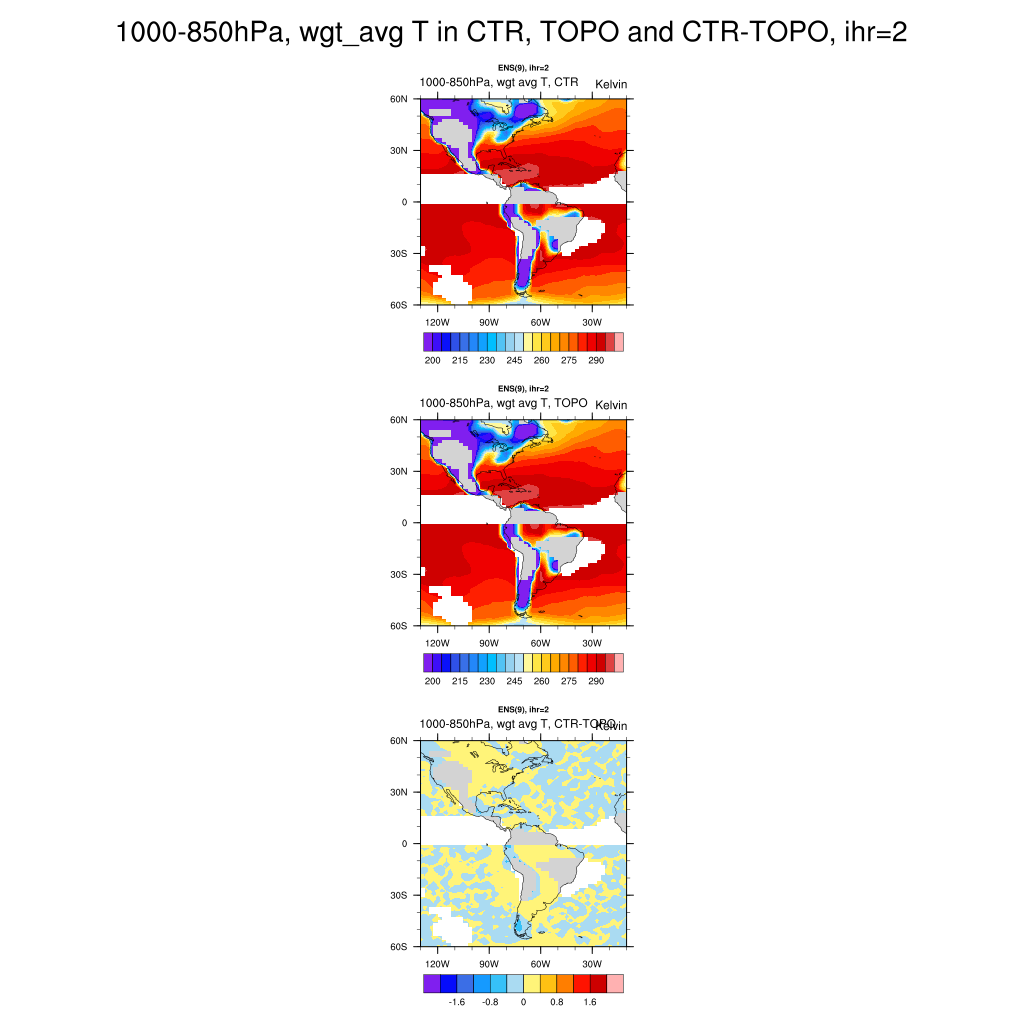 1000-850hPa, wgt_avg T in CTR, TOPO and CTR-TOPO, ihr=2
ENS(9), ihr=2
1000-850hPa, wgt avg T, CTR Kelvin
60N
30N
0
30S
60S
120W 90W 60W 30W
200 215 230 245 260 275 290
ENS(9), ihr=2
1000-850hPa, wgt avg T, TOPO Kelvin
60N
30N
0
30S
60S
120W 90W 60W 30W
200 215 230 245 260 275 290
ENS(9), ihr=2
1000-850hPa, wgt avg T, CTR-TOPO Kelvin
60N
30N
0
30S
60S
120W 90W 60W 30W
-1.6 -0.8 0 0.8 1.6